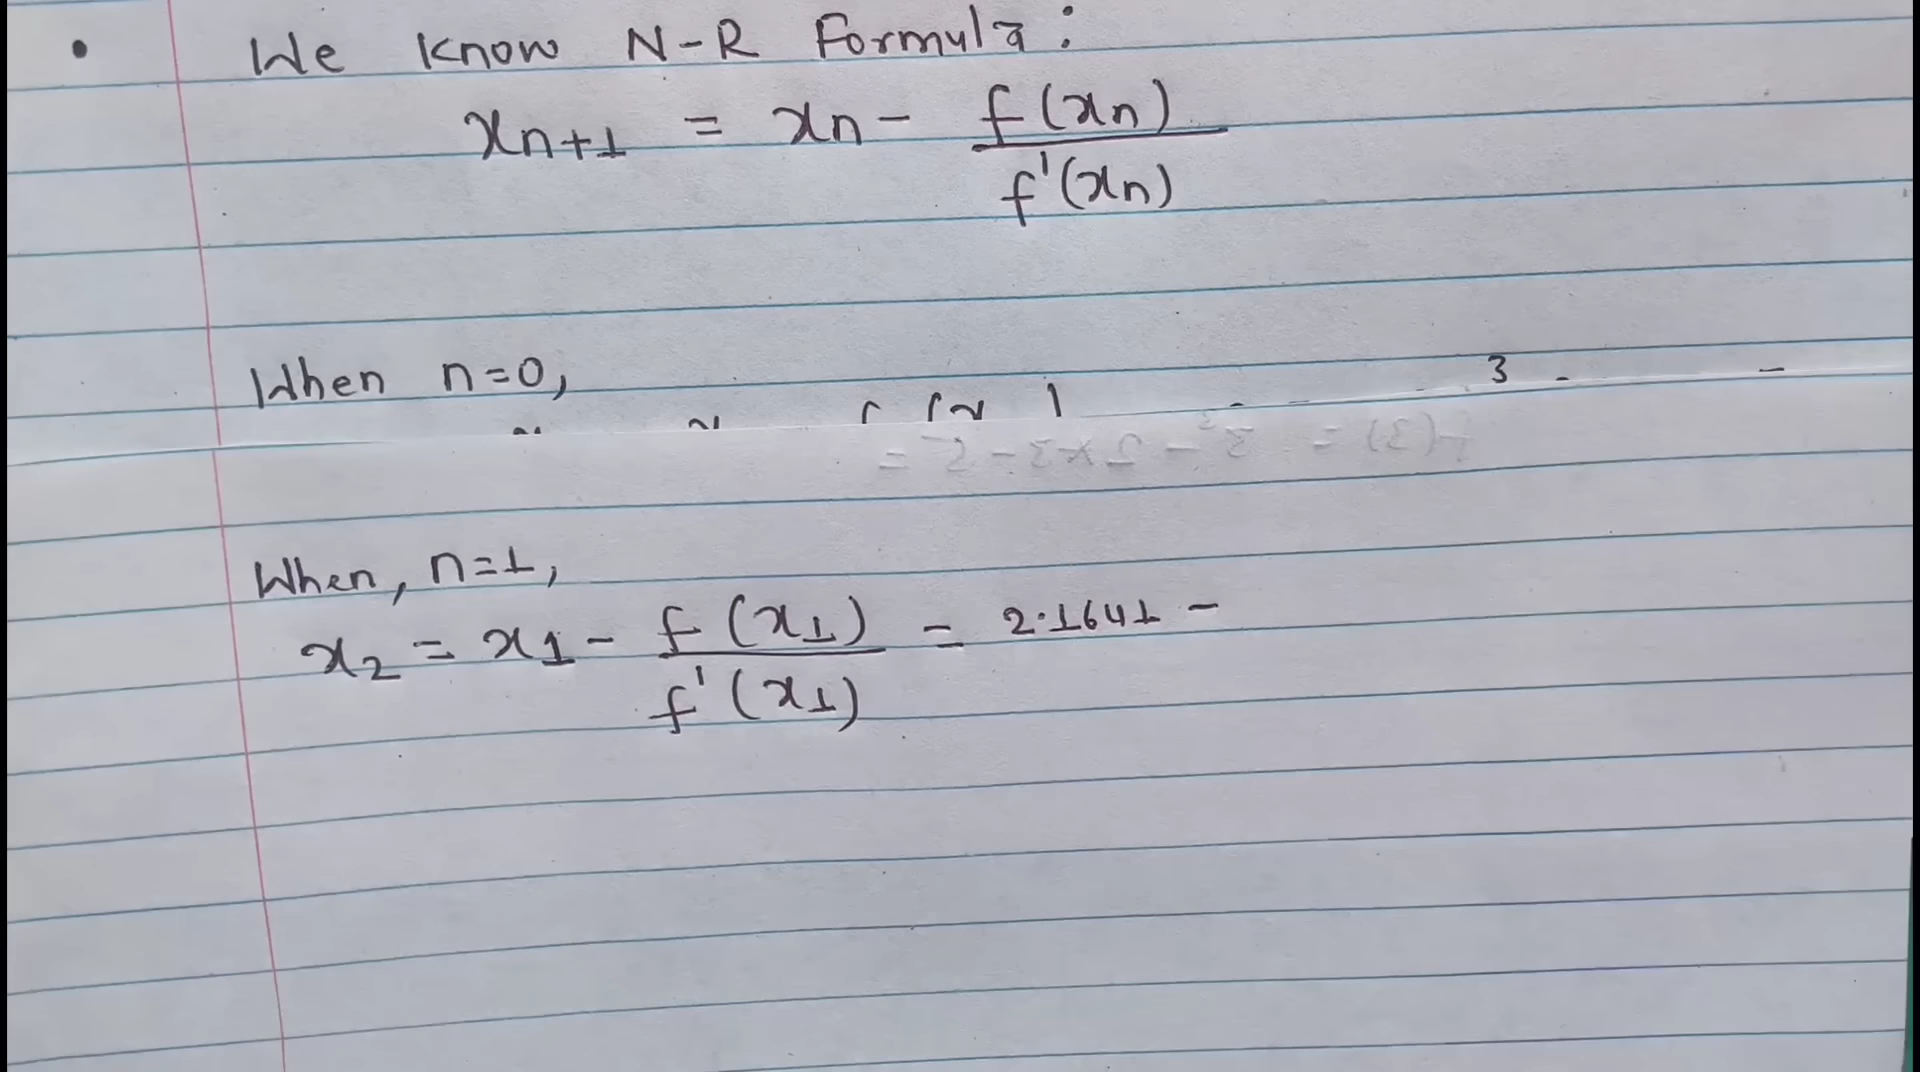 • We know N-R Formula:
xn+1 = xn - f(xn) / f'(xn)
When n=0,
3
When, n=1,
x2 = x1 - f(x1) / f'(x1) = 2.1641 -